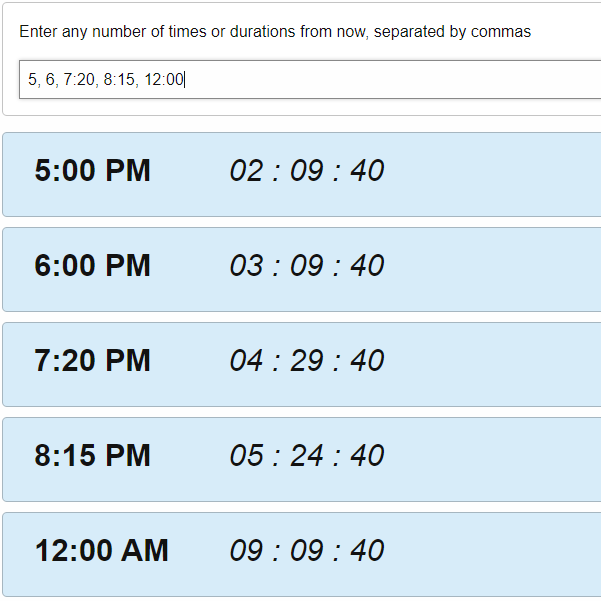 Enter any number of times or durations from now, separated by commas
5, 6, 7:20, 8:15, 12:00
5:00 PM 02 : 09 : 40
6:00 PM 03 : 09 : 40
7:20 PM 04 : 29 : 40
8:15 PM 05 : 24 : 40
12:00 AM 09 : 09 : 40